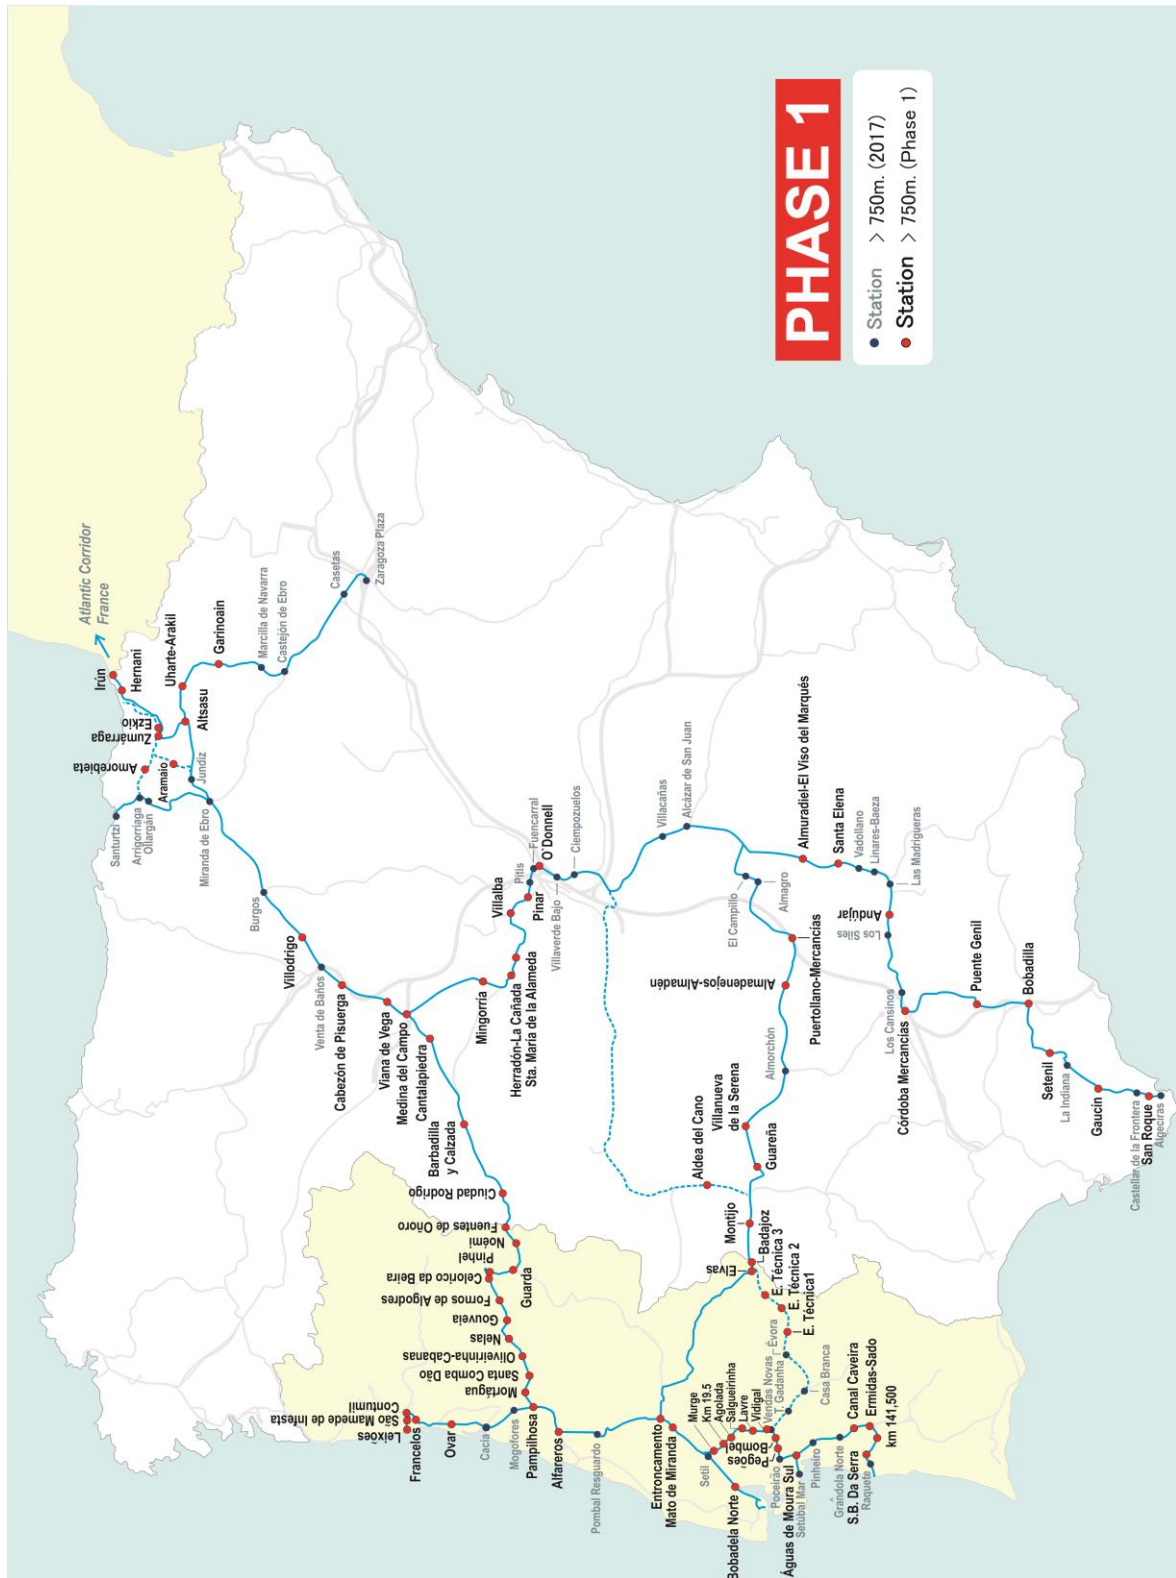 PHASE 1
Station > 750m. (2017)
Station > 750m. (Phase 1)
Atlantic Corridor
France
Irún
Hernani
Ezkio
Zumárraga
Amorebieta
Aramaio
Uharte-Arakil
Altsasu
Garinoain
Marcilla de Navarra
Castejón de Ebro
Casetas
Zaragoza Plaza
Jundiz
Santurtzi
Arrigorriaga
Ollargán
Miranda de Ebro
Burgos
Villodrigo
Venta de Baños
Cabezón de Pisuerga
Viana de Vega
Medina del Campo
Cantalapiedra
Barbadilla
y Calzada
Ciudad Rodrigo
Fuentes de Oñoro
Noémi
Pinhel
Celorico da Beira
Guarda
Fornos de Algodres
Gouveia
Nelas
Oliveirinha-Cabanas
Santa Comba Dão
Mortágua
Pampilhosa
Contumil
São Mamede de Infesta
Leixões
Francelos
Ovar
Cacia
Mogofores
Alfareros
Pombal Resguardo
Entroncamento
Mato de Miranda
Mingorría
Herradón-La Cañada
Sta. María de la Alameda
Villalba
Pinar
Pitis
Fuencarral
O'Donnell
Villaverde Bajo
Ciempozuelos
Villacañas
Alcázar de San Juan
El Campillo
Almagro
Almuradiel-El Viso del Marqués
Santa Elena
Vadollano
Linares-Baeza
Las Madrigueras
Andújar
Los Siles
Los Cansinos
Córdoba Mercancías
Puente Genil
Bobadilla
Setenil
La Indiana
Gaucín
Castellar de la Frontera
San Roque
Algeciras
Puertollano-Mercancías
Almadenejos-Almadén
Almorchón
Villanueva
de la Serena
Guareña
Aldea del Cano
Montijo
Badajoz
Elvas
E. Técnica 3
E. Técnica 2
E. Técnica1
Évora
Casa Branca
T. Gadanha
Vendas Novas
Vidigal
Lavre
Salgueirinha
Agolada
Km 19.5
Murge
Setil
Bombel
Pegões
Poceirão
Bobadela Norte
Águas de Moura Sul
Setúbal Mar
Pinheiro
Grândola Norte
Canal Caveira
Ermidas-Sado
km 141,500
S.B. Da Serra
Raquete